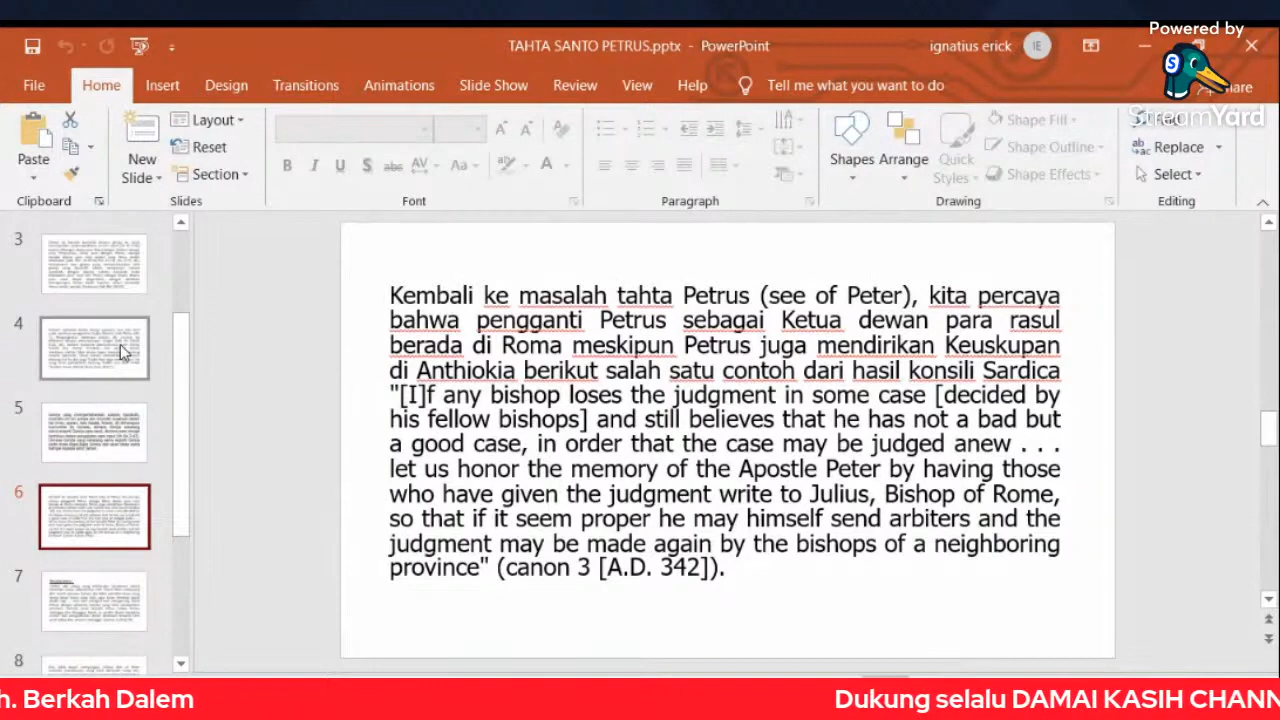 Powered by
StreamYard
TAHTA SANTO PETRUS.pptx - PowerPoint
ignatius erick
IE
File
Home
Insert
Design
Transitions
Animations
Slide Show
Review
View
Help
Tell me what you want to do
Paste
Clipboard
New
Slide
Layout
Reset
Section
Slides
B I U S abc AV Aa A
Font
Paragraph
Shapes
Arrange
Quick
Styles
Shape Fill
Shape Outline
Shape Effects
Drawing
Replace
Select
Editing
3
4
5
6
7
8
Kembali ke masalah tahta Petrus (see of Peter), kita percaya
bahwa pengganti Petrus sebagai Ketua dewan para rasul
berada di Roma meskipun Petrus juga mendirikan Keuskupan
di Anthiokia berikut salah satu contoh dari hasil konsili Sardica
"[I]f any bishop loses the judgment in some case [decided by
his fellow bishops] and still believes that he has not a bad but
a good case, in order that the case may be judged anew . . .
let us honor the memory of the Apostle Peter by having those
who have given the judgment write to Julius, Bishop of Rome,
so that if it seem proper he may himself send arbiters and the
judgment may be made again by the bishops of a neighboring
province" (canon 3 [A.D. 342]).
h. Berkah Dalem
Dukung selalu DAMAI KASIH CHANN